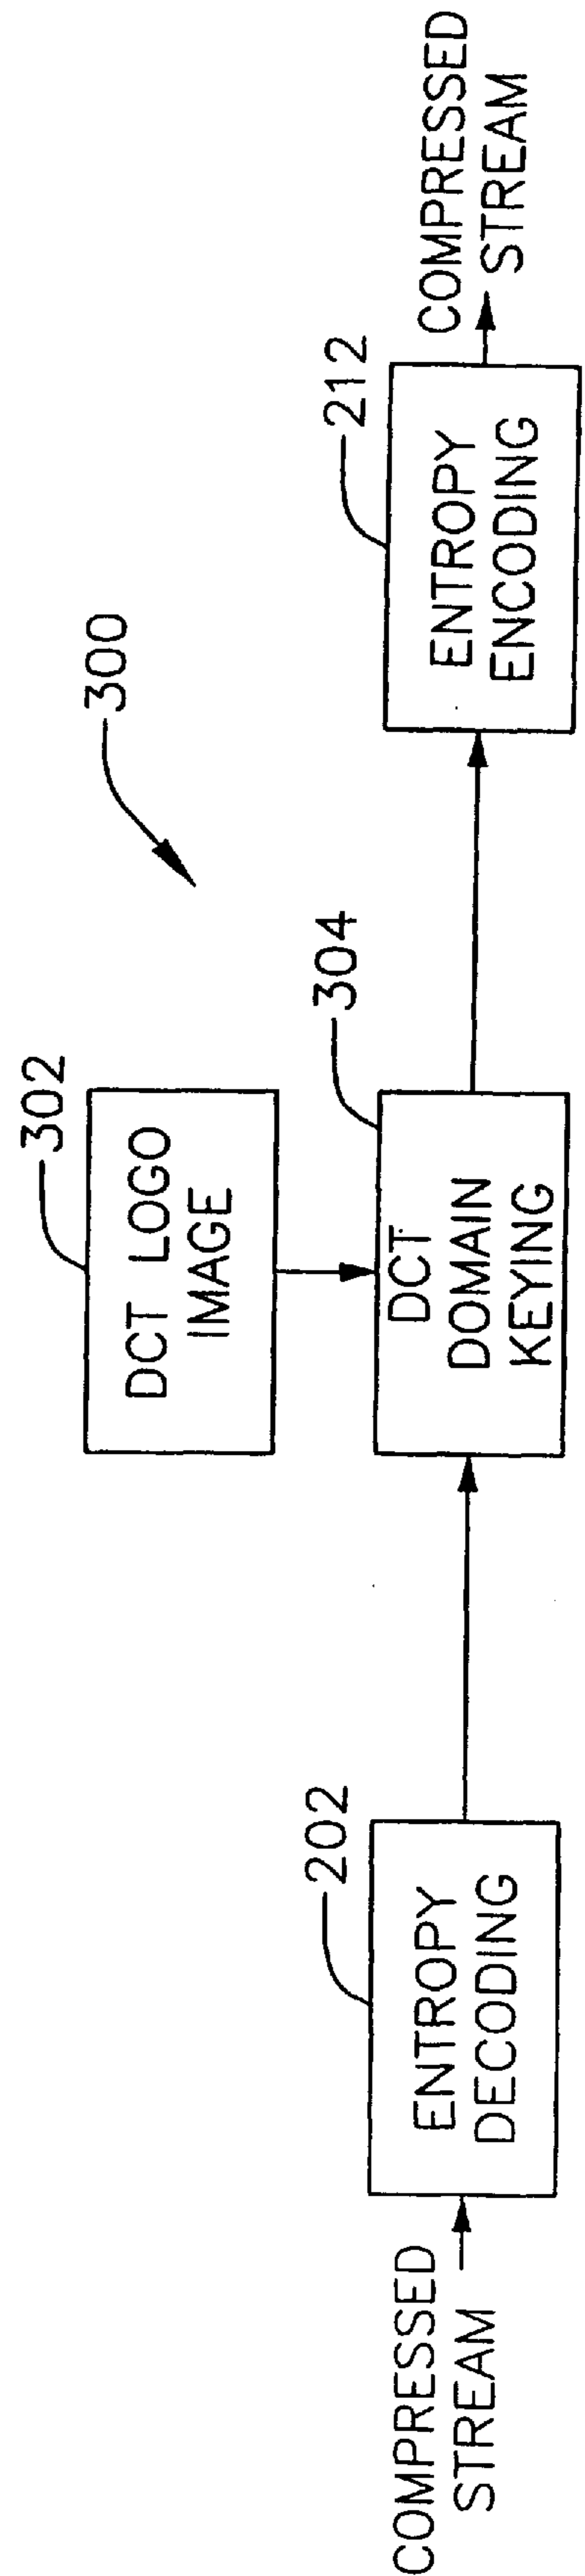 300
302
DCT LOGO
IMAGE
304
202
212
COMPRESSED
STREAM
ENTROPY
DECODING
DCT
DOMAIN
KEYING
ENTROPY
ENCODING
COMPRESSED
STREAM